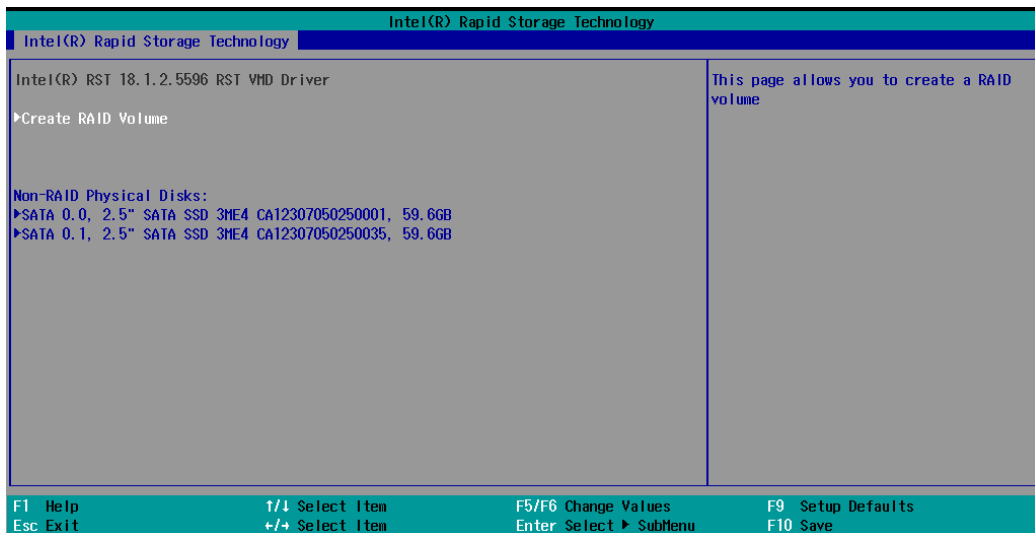 Intel(R) Rapid Storage Technology
Intel(R) Rapid Storage Technology
Intel(R) RST 18.1.2.5596 RST VMD Driver
▶Create RAID Volume
Non-RAID Physical Disks:
▶SATA 0.0, 2.5" SATA SSD 3ME4 CA12307050250001, 59.6GB
▶SATA 0.1, 2.5" SATA SSD 3ME4 CA12307050250035, 59.6GB
This page allows you to create a RAID
volume
F1 Help ↑/↓ Select Item F5/F6 Change Values F9 Setup Defaults
Esc Exit ←/→ Select Item Enter Select ▶ SubMenu F10 Save